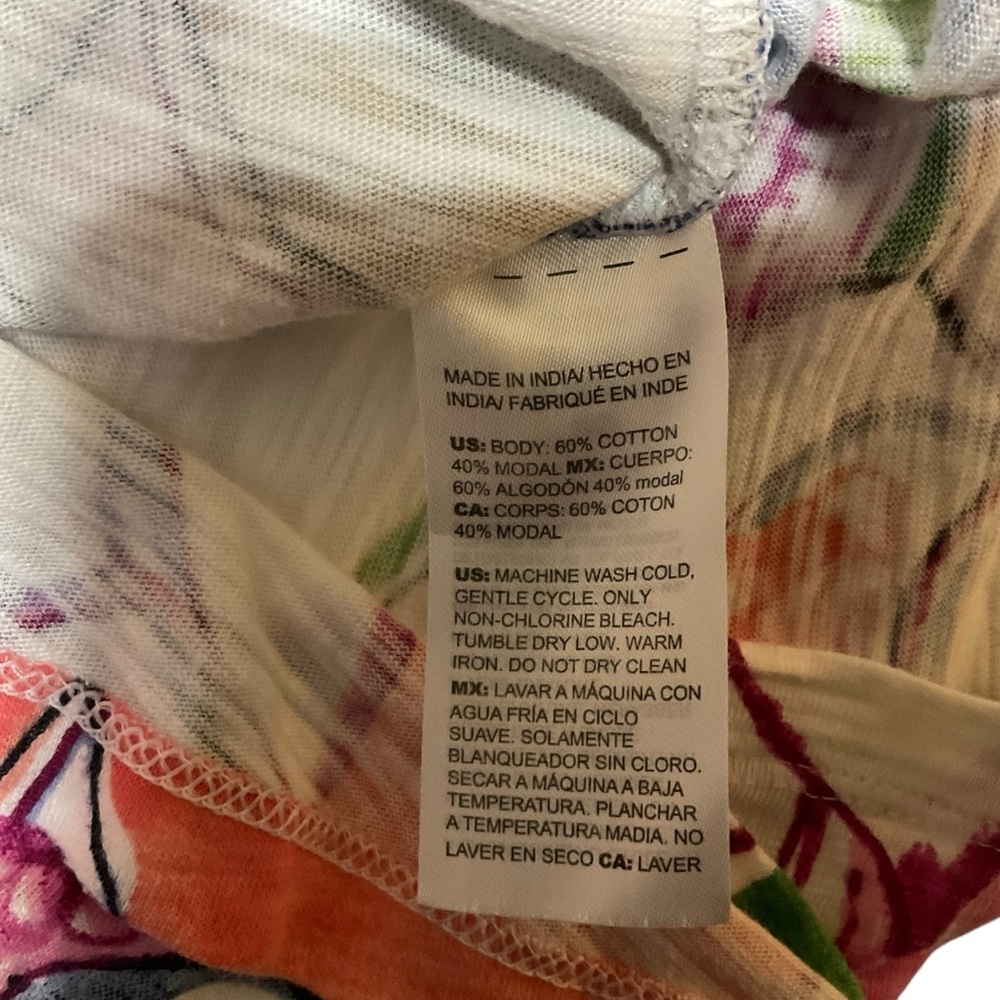 MADE IN INDIA/ HECHO EN
INDIA/ FABRIQUÉ EN INDE
US: BODY: 60% COTTON
40% MODAL MX: CUERPO:
60% ALGODÓN 40% modal
CA: CORPS: 60% COTON
40% MODAL
US: MACHINE WASH COLD,
GENTLE CYCLE. ONLY
NON-CHLORINE BLEACH.
TUMBLE DRY LOW. WARM
IRON. DO NOT DRY CLEAN
MX: LAVAR A MÁQUINA CON
AGUA FRÍA EN CICLO
SUAVE. SOLAMENTE
BLANQUEADOR SIN CLORO.
SECAR A MÁQUINA A BAJA
TEMPERATURA. PLANCHAR
A TEMPERATURA MADIA. NO
LAVER EN SECO CA: LAVER